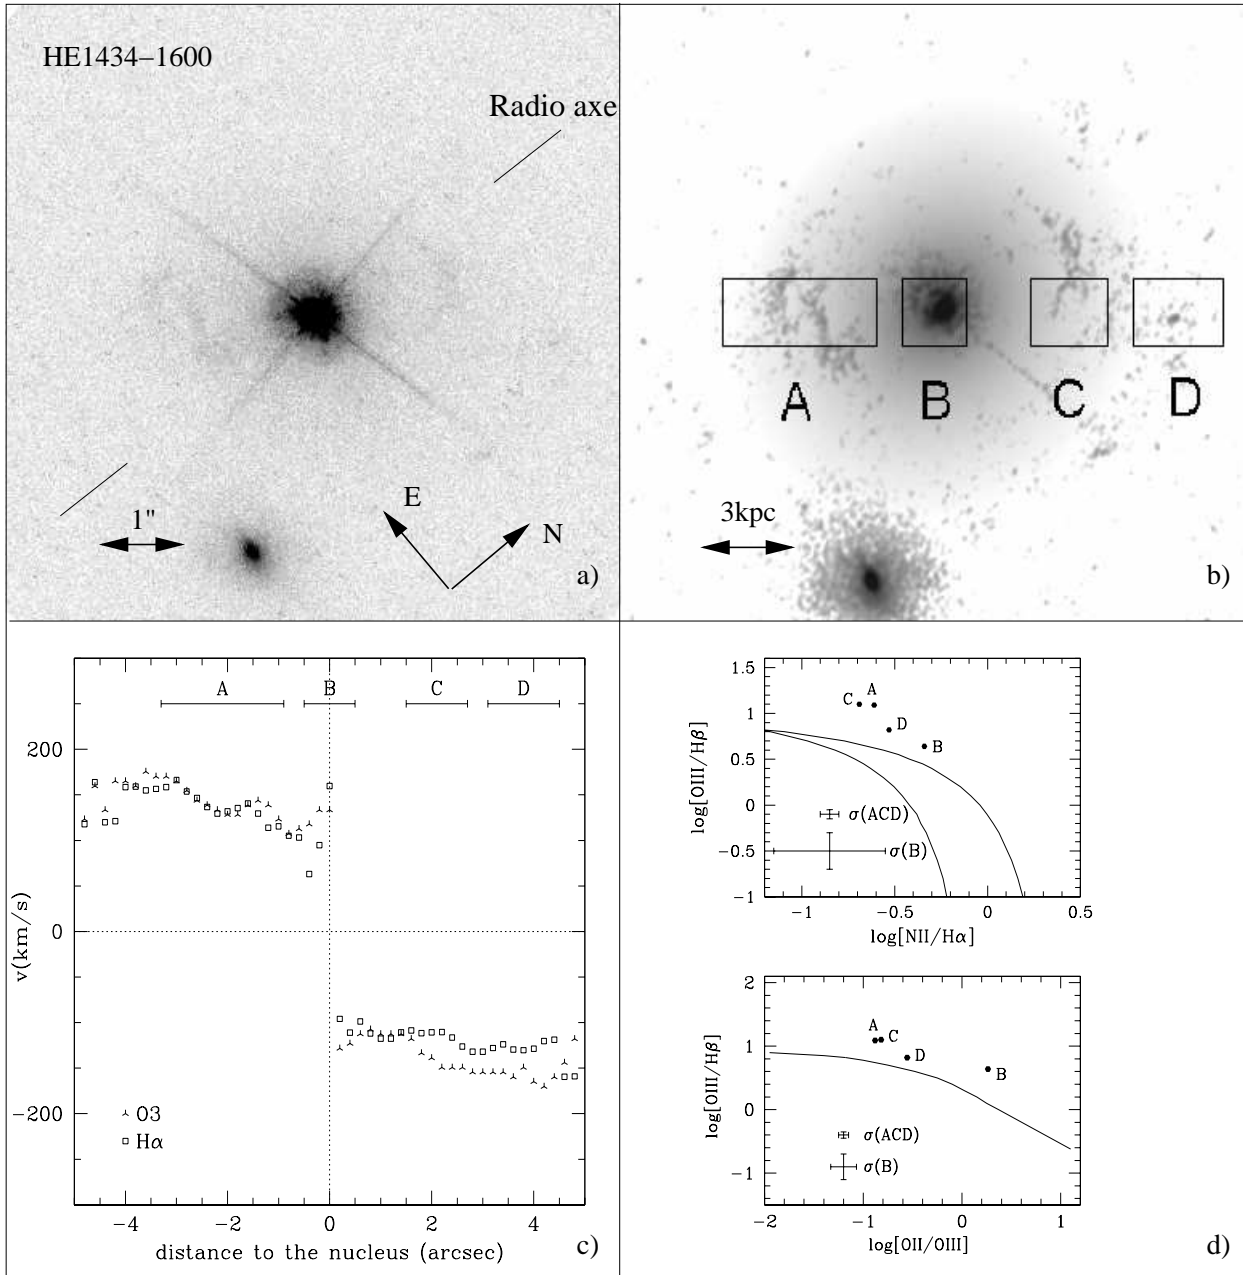 HE1434−1600
Radio axe
E
N
1"
a)
A
B
C
D
3kpc
b)
A B C D
200
0
−200
v(km/s)
O3
Hα
−4 −2 0 2 4
distance to the nucleus (arcsec)
c)
1.5
1
0.5
0
−0.5
−1
log[OIII/Hβ]
C A
D
B
σ(ACD)
σ(B)
−1 −0.5 0 0.5
log[NII/Hα]
2
1
0
−1
log[OIII/Hβ]
A C
D
B
σ(ACD)
σ(B)
−2 −1 0 1
log[OII/OIII]
d)